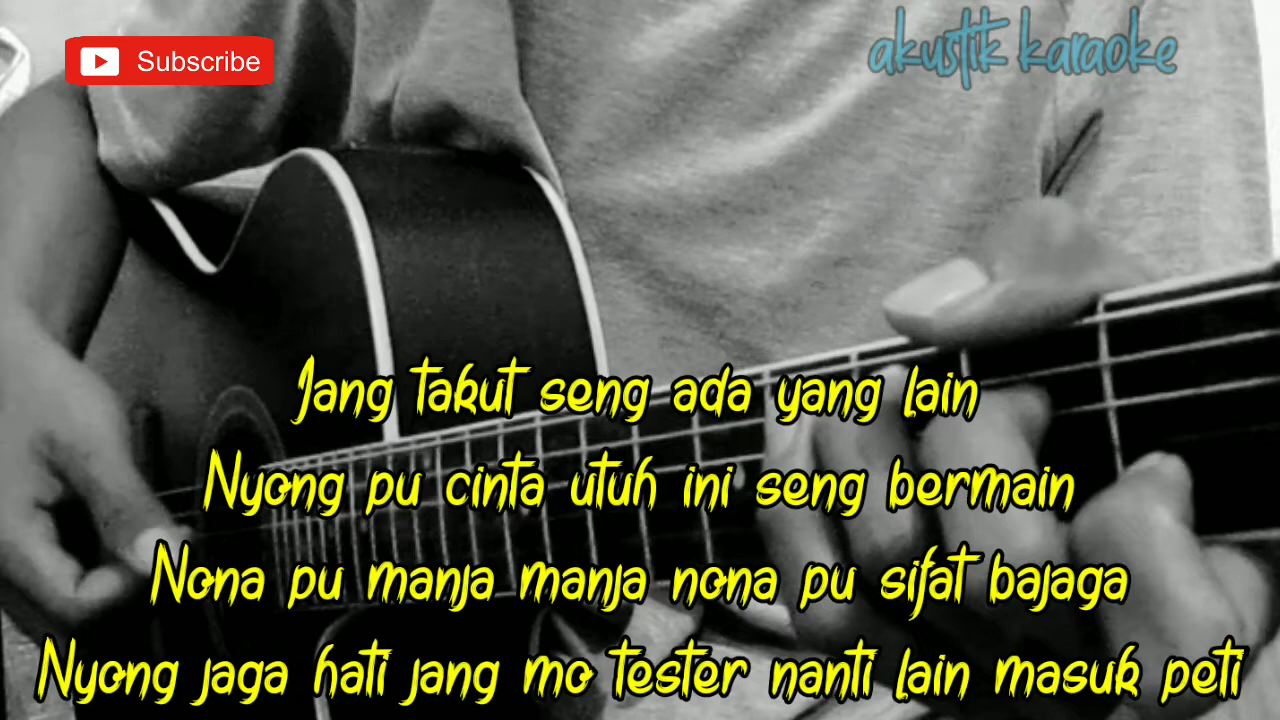 Subscribe
akustik karaoke
Jang takut seng ada yang lain
Nyong pu cinta utuh ini seng bermain
Nona pu manja manja nona pu sifat bajaga
Nyong jaga hati jang mo tester nanti lain masuk peti